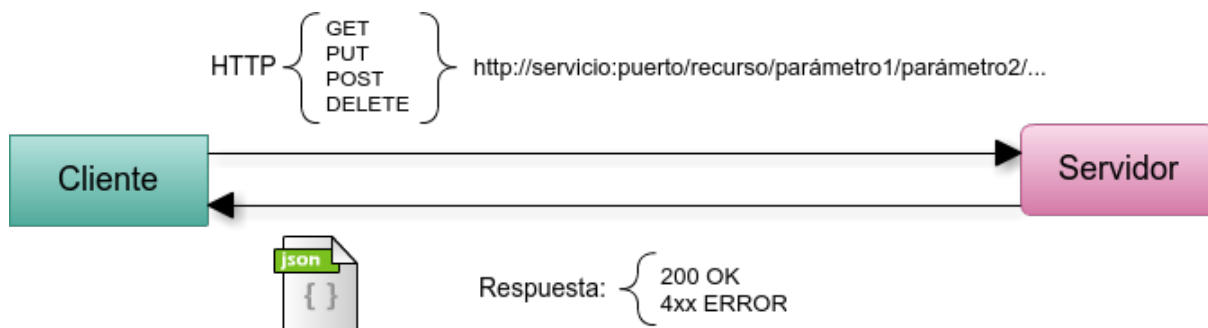 HTTP
GET
PUT
POST
DELETE
http://servicio:puerto/recurso/parámetro1/parámetro2/...
Cliente
Servidor
json
{ }
Respuesta:
200 OK
4xx ERROR